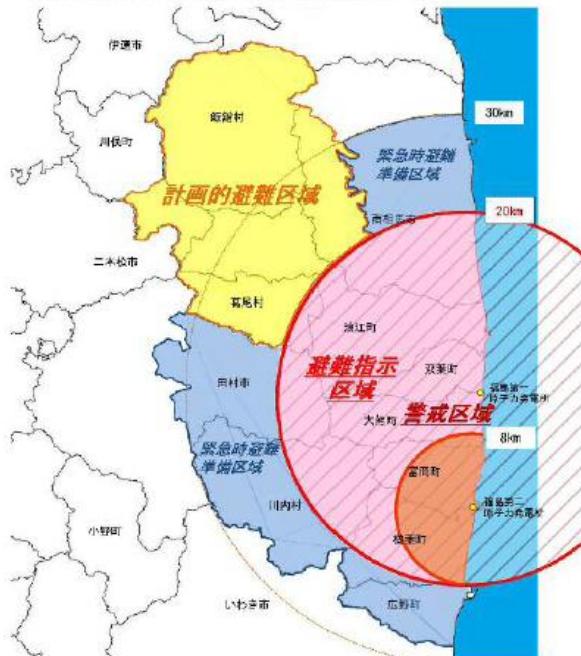 伊達市
飯舘村
川俣町
30km
緊急時避難
準備区域
計画的避難区域
南相馬市
20km
二本松市
葛尾村
浪江町
避難指示
区域
双葉町
田村市
福島第一
原子力発電所
大熊町
警戒区域
8km
緊急時避難
準備区域
富岡町
川内村
福島第二
原子力発電所
小野町
楢葉町
いわき市
広野町